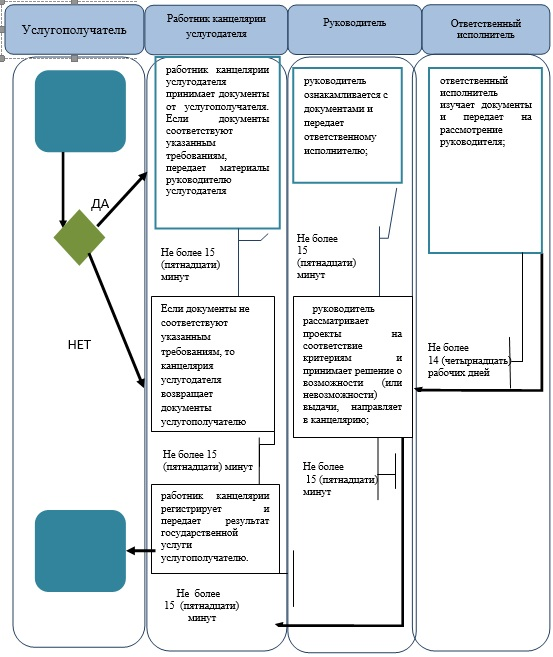 Услугополучатель
Работник канцелярии
услугодателя
Руководитель
Ответственный
исполнитель
работник канцелярии
услугодателя
принимает документы
от услугополучателя.
Если документы
соответствуют
указанным
требованиям,
передает материалы
руководителю
услугодателя
руководитель
ознакамливается с
документами и
передает
ответственному
исполнителю;
ответственный
исполнитель
изучает документы
и передает на
рассмотрение
руководителя;
ДА
НЕТ
Не более 15
(пятнадцати)
минут
Не более
15
(пятнадцати)
минут
Если документы не
соответствуют
указанным
требованиям, то
канцелярия
услугодателя
возвращает
документы
услугополучателю
руководитель
рассматривает
проекты на
соответствие
критериям и
принимает решение о
возможности (или
невозможности)
выдачи, направляет
в канцелярию;
Не более
14 (четырнадцать)
рабочих дней
Не более 15
(пятнадцати) минут
Не более
15 (пятнадцати)
минут
работник канцелярии
регистрирует и
передает результат
государственной
услуги
услугополучателю.
Не более
15 (пятнадцати)
минут